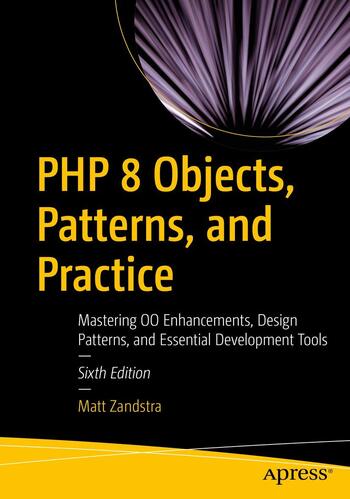 PHP 8 Objects,
Patterns, and
Practice
Mastering OO Enhancements, Design
Patterns, and Essential Development Tools
—
Sixth Edition
—
Matt Zandstra
Apress®